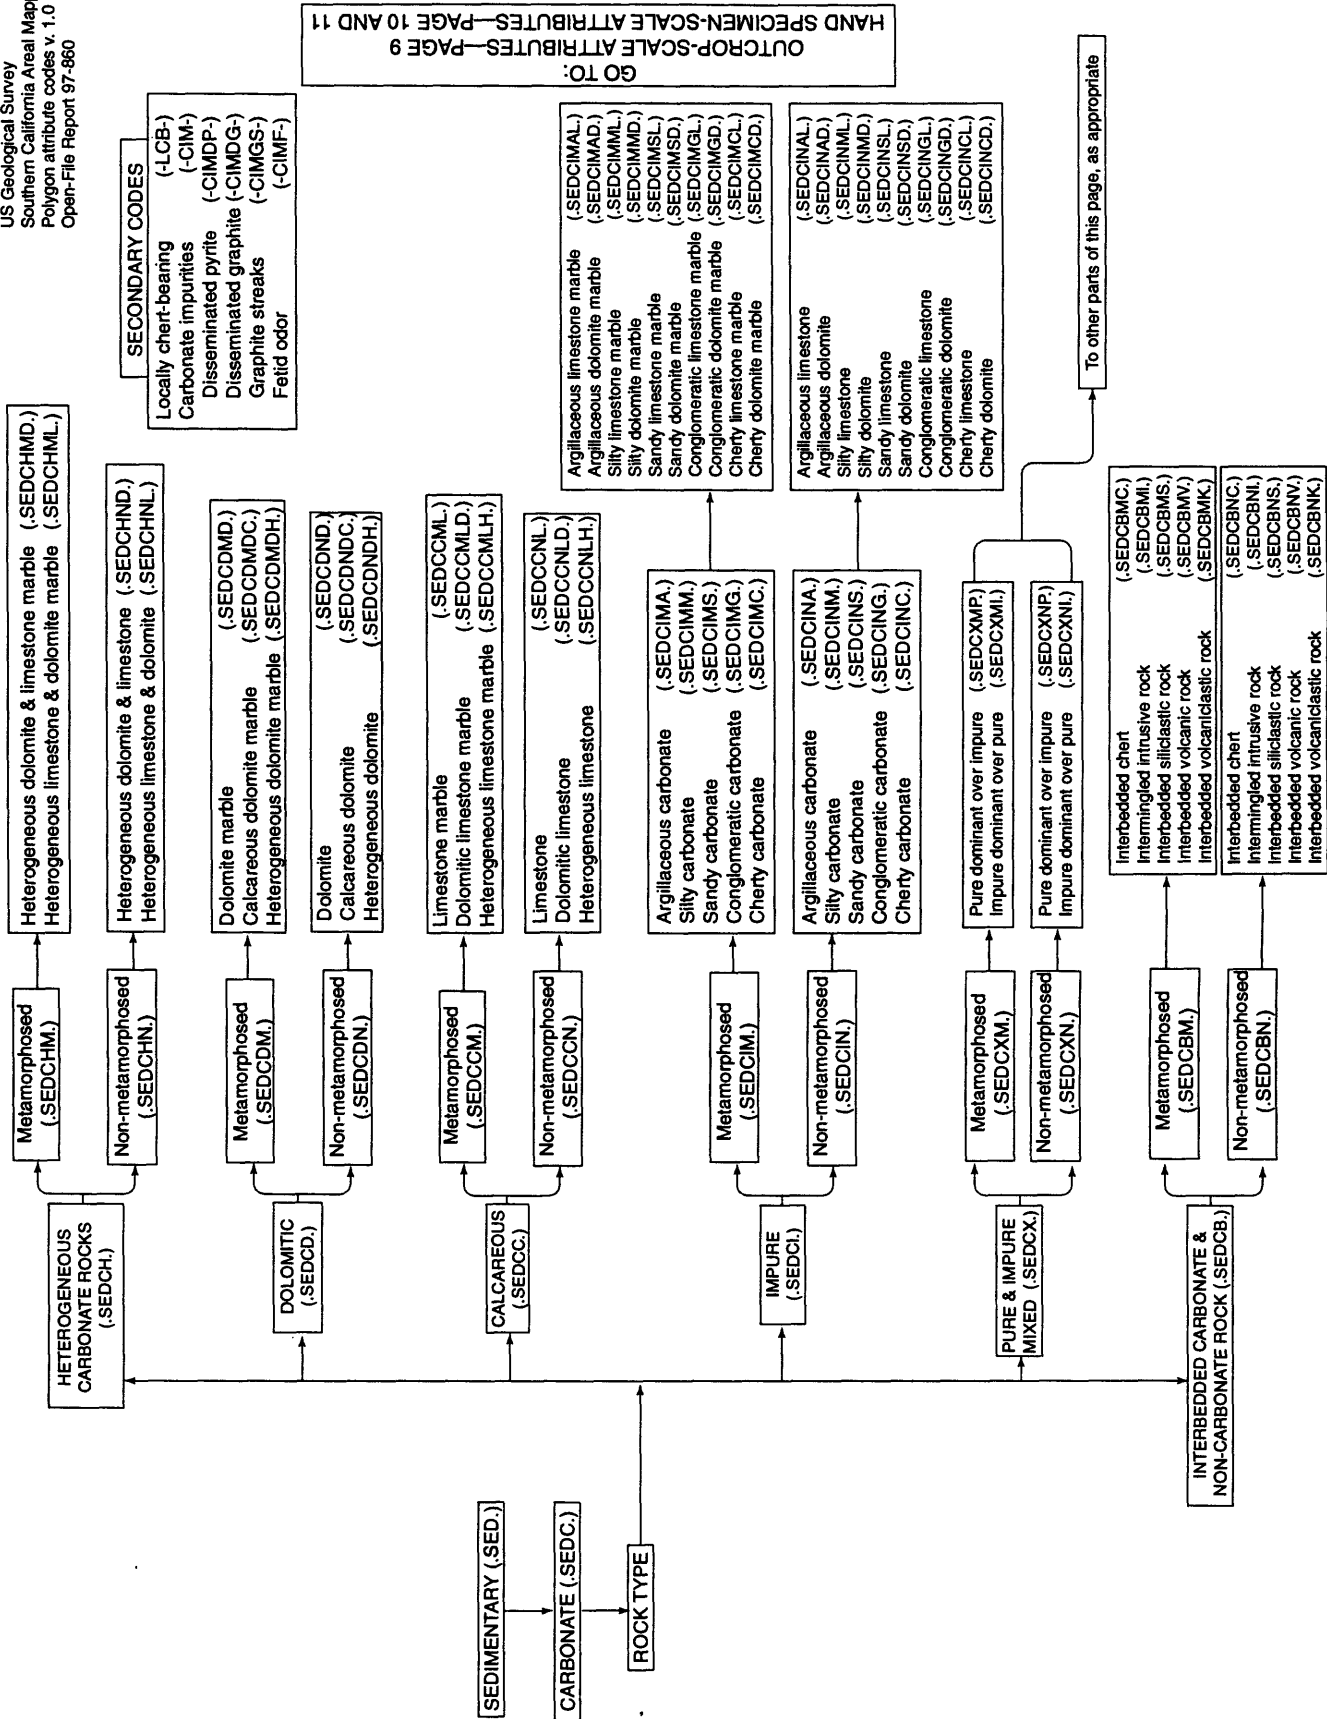 US Geological Survey
Southern California Areal Mapp
Polygon attribute codes v. 1.0
Open-File Report 97-860
SEDIMENTARY (.SED.)
CARBONATE (.SEDC.)
ROCK TYPE
HETEROGENEOUS
CARBONATE ROCKS
(.SEDCH.)
Metamorphosed
(.SEDCHM.)
Heterogeneous dolomite & limestone marble (.SEDCHMD.)
Heterogeneous limestone & dolomite marble (.SEDCHML.)
Non-metamorphosed
(.SEDCHN.)
Heterogeneous dolomite & limestone (.SEDCHND.)
Heterogeneous limestone & dolomite (.SEDCHNL.)
DOLOMITIC
(.SEDCD.)
Metamorphosed
(.SEDCDM.)
Dolomite marble (.SEDCDMD.)
Calcareous dolomite marble (.SEDCDMDC.)
Heterogeneous dolomite marble (.SEDCDMDH.)
Non-metamorphosed
(.SEDCDN.)
Dolomite (.SEDCDND.)
Calcareous dolomite (.SEDCDNDC.)
Heterogeneous dolomite (.SEDCDNDH.)
CALCAREOUS
(.SEDCC.)
Metamorphosed
(.SEDCCM.)
Limestone marble (.SEDCCML.)
Dolomitic limestone marble (.SEDCCMLD.)
Heterogeneous limestone marble (.SEDCCMLH.)
Non-metamorphosed
(.SEDCCN.)
Limestone (.SEDCCNL.)
Dolomitic limestone (.SEDCCNLD.)
Heterogeneous limestone (.SEDCCNLH.)
IMPURE
(.SEDCI.)
Metamorphosed
(.SEDCIM.)
Argillaceous carbonate (.SEDCIMA.)
Silty carbonate (.SEDCIMM.)
Sandy carbonate (.SEDCIMS.)
Conglomeratic carbonate (.SEDCIMG.)
Cherty carbonate (.SEDCIMC.)
Argillaceous limestone marble (.SEDCIMAL.)
Argillaceous dolomite marble (.SEDCIMAD.)
Silty limestone marble (.SEDCIMML.)
Silty dolomite marble (.SEDCIMMD.)
Sandy limestone marble (.SEDCIMSL.)
Sandy dolomite marble (.SEDCIMSD.)
Conglomeratic limestone marble (.SEDCIMGL.)
Conglomeratic dolomite marble (.SEDCIMGD.)
Cherty limestone marble (.SEDCIMCL.)
Cherty dolomite marble (.SEDCIMCD.)
Non-metamorphosed
(.SEDCIN.)
Argillaceous carbonate (.SEDCINA.)
Silty carbonate (.SEDCINM.)
Sandy carbonate (.SEDCINS.)
Conglomeratic carbonate (.SEDCING.)
Cherty carbonate (.SEDCINC.)
Argillaceous limestone (.SEDCINAL.)
Argillaceous dolomite (.SEDCINAD.)
Silty limestone (.SEDCINML.)
Silty dolomite (.SEDCINMD.)
Sandy limestone (.SEDCINSL.)
Sandy dolomite (.SEDCINSD.)
Conglomeratic limestone (.SEDCINGL.)
Conglomeratic dolomite (.SEDCINGD.)
Cherty limestone (.SEDCINCL.)
Cherty dolomite (.SEDCINCD.)
PURE & IMPURE
MIXED (.SEDCX.)
Metamorphosed
(.SEDCXM.)
Pure dominant over impure (.SEDCXMP.)
Impure dominant over pure (.SEDCXMI.)
Non-metamorphosed
(.SEDCXN.)
Pure dominant over impure (.SEDCXNP.)
Impure dominant over pure (.SEDCXNI.)
To other parts of this page, as appropriate
INTERBEDDED CARBONATE &
NON-CARBONATE ROCK (.SEDCB.)
Metamorphosed
(.SEDCBM.)
Interbedded chert (.SEDCBMC.)
Intermingled intrusive rock (.SEDCBMI.)
Interbedded siliclastic rock (.SEDCBMS.)
Interbedded volcanic rock (.SEDCBMV.)
Interbedded volcaniclastic rock (.SEDCBMK.)
Non-metamorphosed
(.SEDCBN.)
Interbedded chert (.SEDCBNC.)
Intermingled intrusive rock (.SEDCBNI.)
Interbedded siliclastic rock (.SEDCBNS.)
Interbedded volcanic rock (.SEDCBNV.)
Interbedded volcaniclastic rock (.SEDCBNK.)
SECONDARY CODES
Locally chert-bearing (-LCB-)
Carbonate impurities (-CIM-)
Disseminated pyrite (-CIMDP-)
Disseminated graphite (-CIMDG-)
Graphite streaks (-CIMGS-)
Fetid odor (-CIMF-)
GO TO:
OUTCROP-SCALE ATTRIBUTES—PAGE 9
HAND SPECIMEN-SCALE ATTRIBUTES—PAGE 10 AND 11